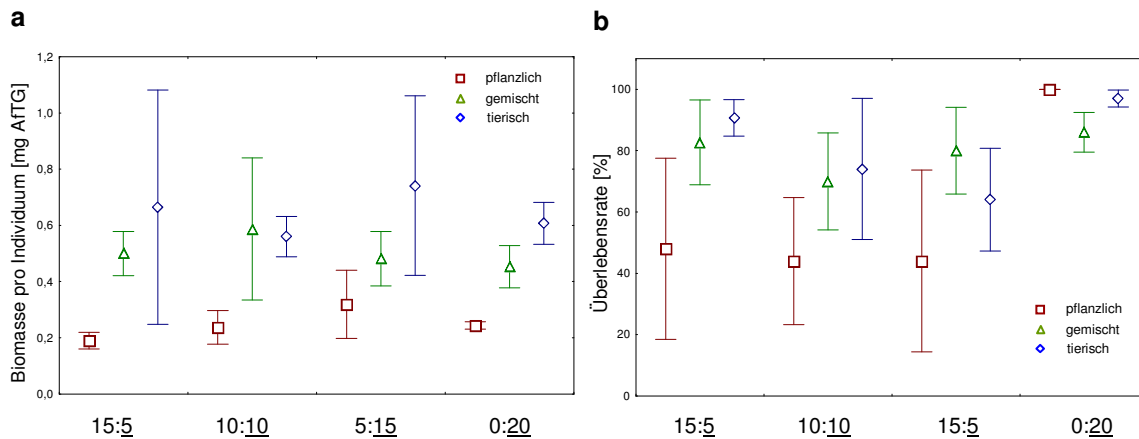 a
Biomasse pro Individuum [mg AfTG]
1,2
1,0
0,8
0,6
0,4
0,2
0,0
pflanzlich
gemischt
tierisch
15:5
10:10
5:15
0:20
b
Überlebensrate [%]
100
80
60
40
20
0
pflanzlich
gemischt
tierisch
15:5
10:10
15:5
0:20